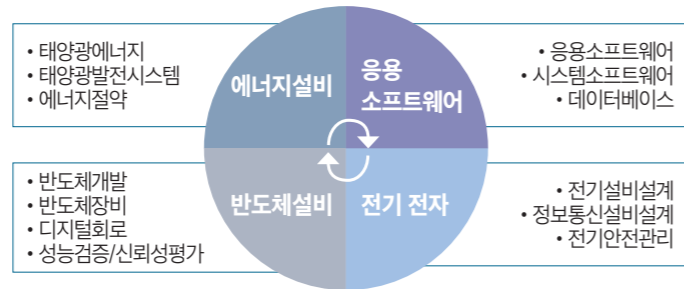 • 태양광에너지
• 태양광발전시스템
• 에너지절약
에너지설비
응용
소프트웨어
• 응용소프트웨어
• 시스템소프트웨어
• 데이터베이스
• 반도체개발
• 반도체장비
• 디지털회로
• 성능검증/신뢰성평가
반도체설비
전기 전자
• 전기설비설계
• 정보통신설비설계
• 전기안전관리